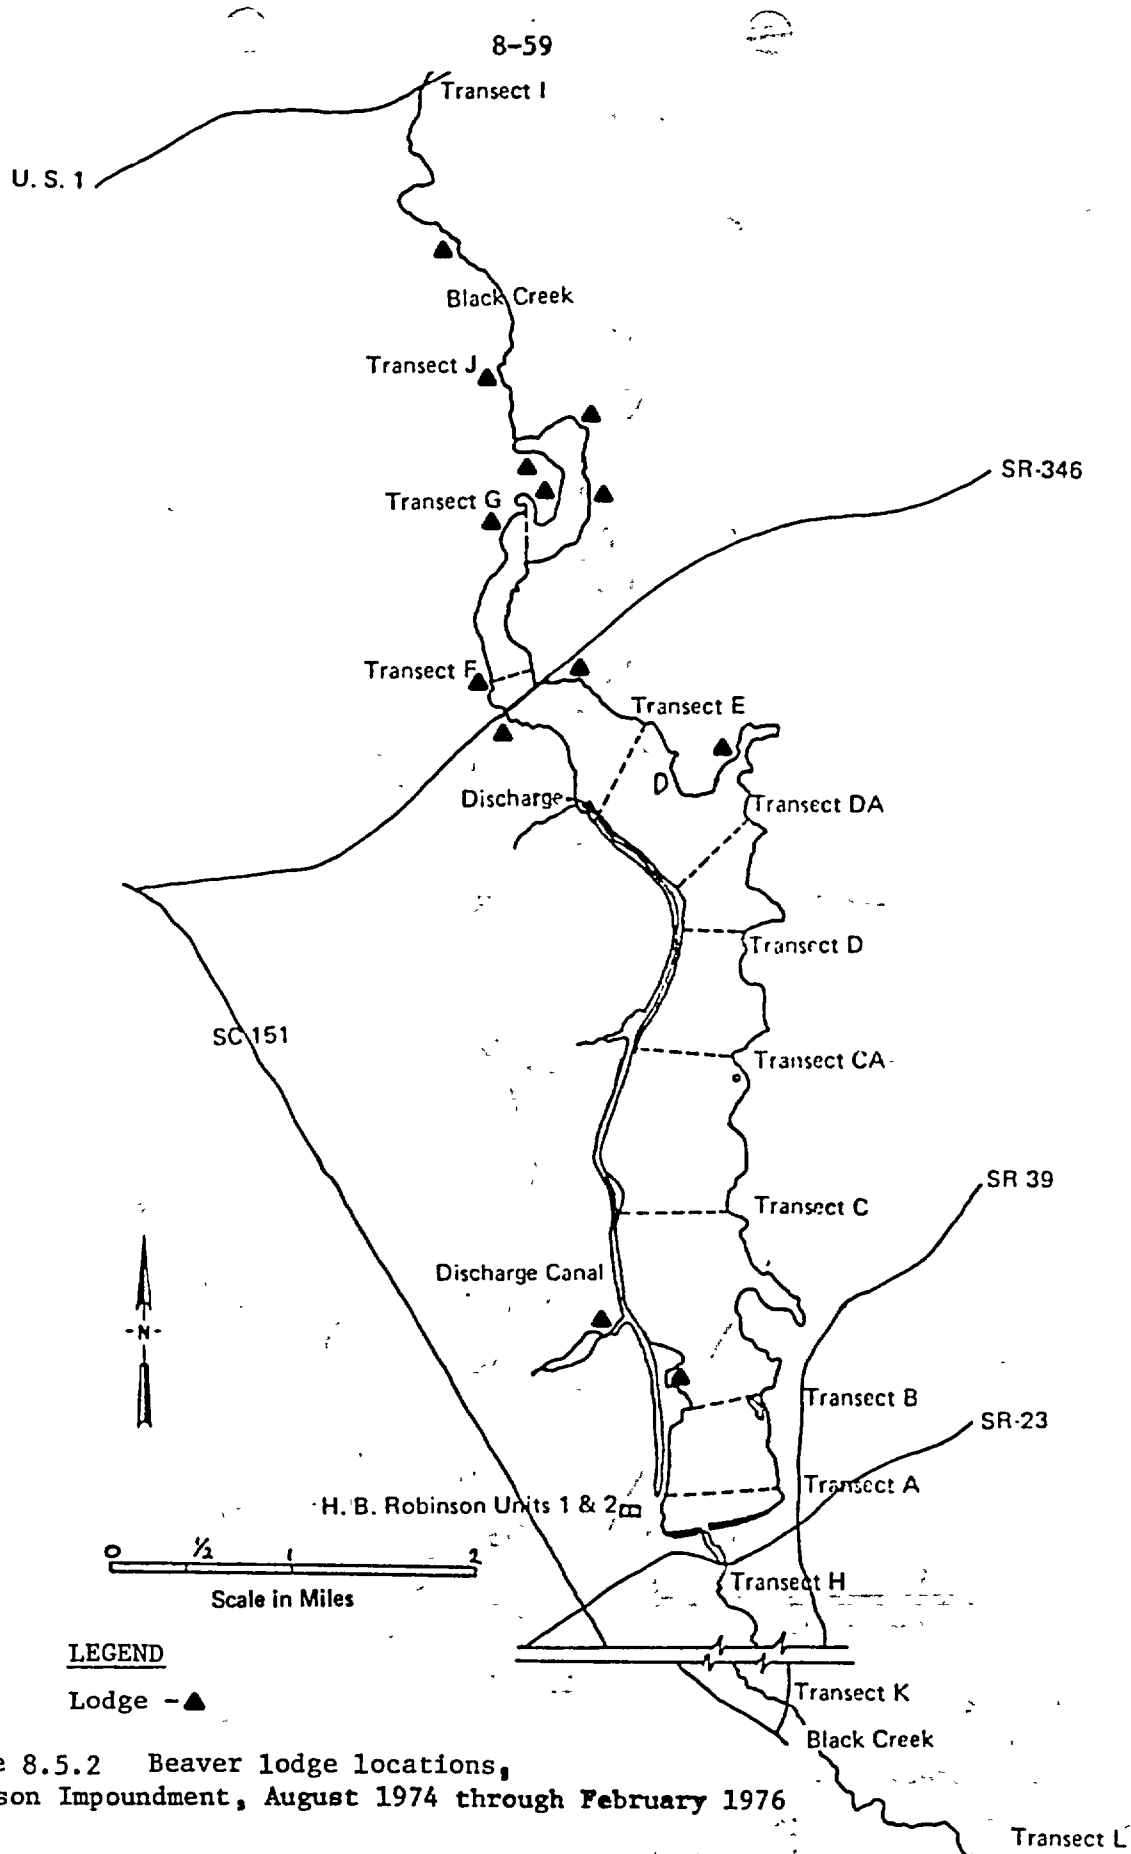 8-59
Transect I
U. S. 1
Black Creek
Transect J
SR-346
Transect G
Transect F
Transect E
D
Discharge
Transect DA
Transect D
SC 151
Transect CA
SR 39
Transect C
Discharge Canal
-N-
Transect B
SR-23
Transect A
H. B. Robinson Units 1 & 2
0 ½ 1 2
Scale in Miles
Transect H
LEGEND
Lodge -▲
Transect K
Black Creek
e 8.5.2 Beaver lodge locations,
son Impoundment, August 1974 through February 1976
Transect L